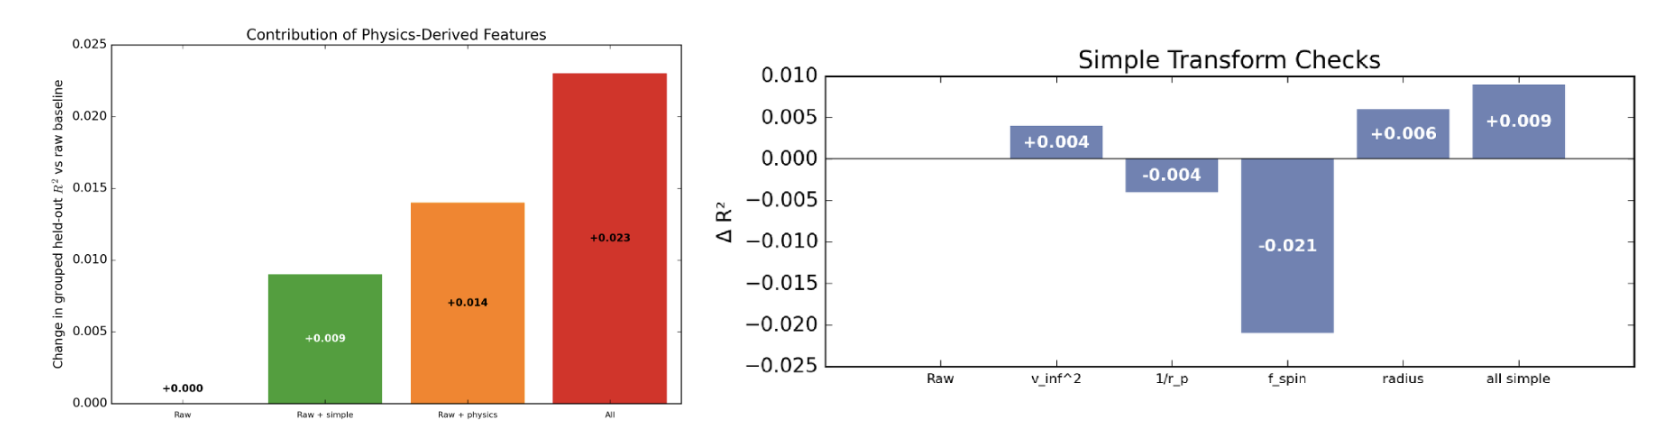 Contribution of Physics-Derived Features
Change in grouped held-out R² vs raw baseline
0.025
0.020
0.015
0.010
0.005
0.000
+0.000
+0.009
+0.014
+0.023
Raw
Raw + simple
Raw + physics
All
Simple Transform Checks
Δ R²
0.010
0.005
0.000
−0.005
−0.010
−0.015
−0.020
−0.025
+0.004
-0.004
-0.021
+0.006
+0.009
Raw
v_inf^2
1/r_p
f_spin
radius
all simple